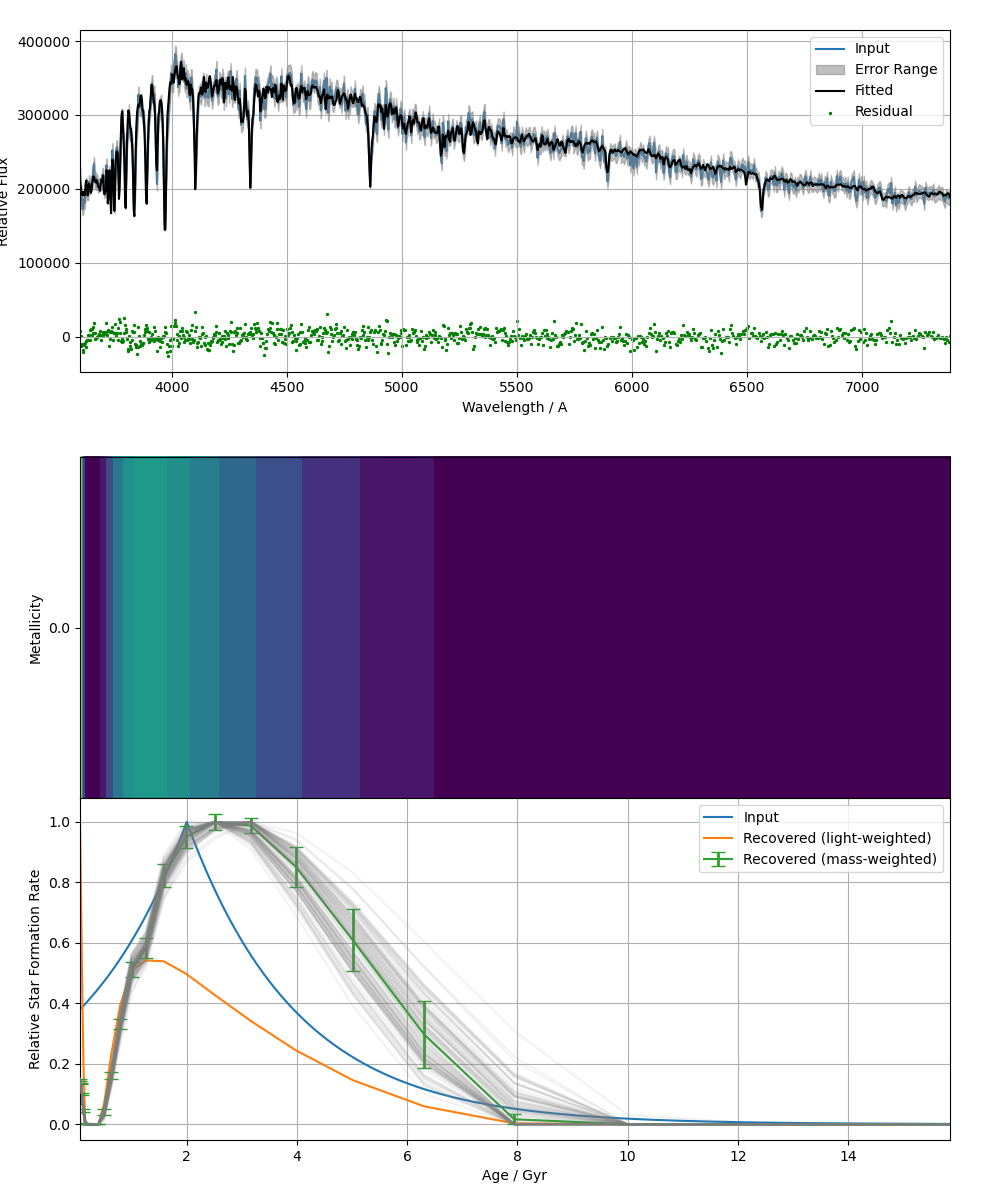 400000
300000
200000
100000
0
Relative Flux
Input
Error Range
Fitted
Residual
4000
4500
5000
5500
6000
6500
7000
Wavelength / A
Metallicity
0.0
1.0
0.8
0.6
0.4
0.2
0.0
Relative Star Formation Rate
Input
Recovered (light-weighted)
Recovered (mass-weighted)
2
4
6
8
10
12
14
Age / Gyr